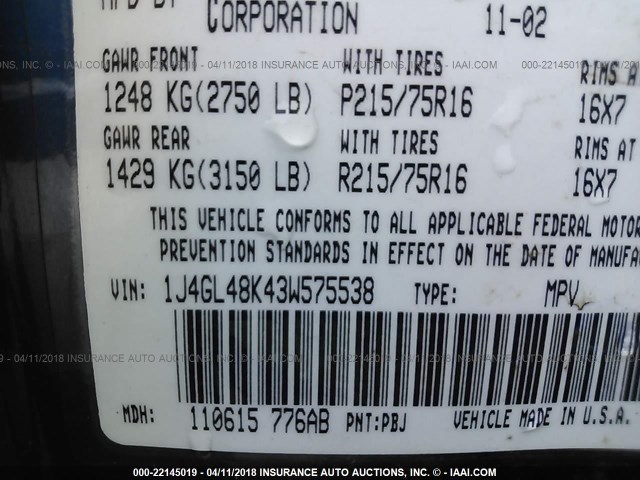 MFD BY
CORPORATION 11-02
GAWR FRONT WITH TIRES RIMS AT
1248 KG(2750 LB) P215/75R16 16X7
GAWR REAR WITH TIRES RIMS AT
1429 KG(3150 LB) R215/75R16 16X7
THIS VEHICLE CONFORMS TO ALL APPLICABLE FEDERAL MOTOR
PREVENTION STANDARDS IN EFFECT ON THE DATE OF MANUFA
VIN: 1J4GL48K43W575538 TYPE: MPV
MDH: 110615 776AB PNT:PBJ VEHICLE MADE IN U.S.A.
000-22145019 - 04/11/2018 INSURANCE AUTO AUCTIONS, INC. - © - IAAI.COM